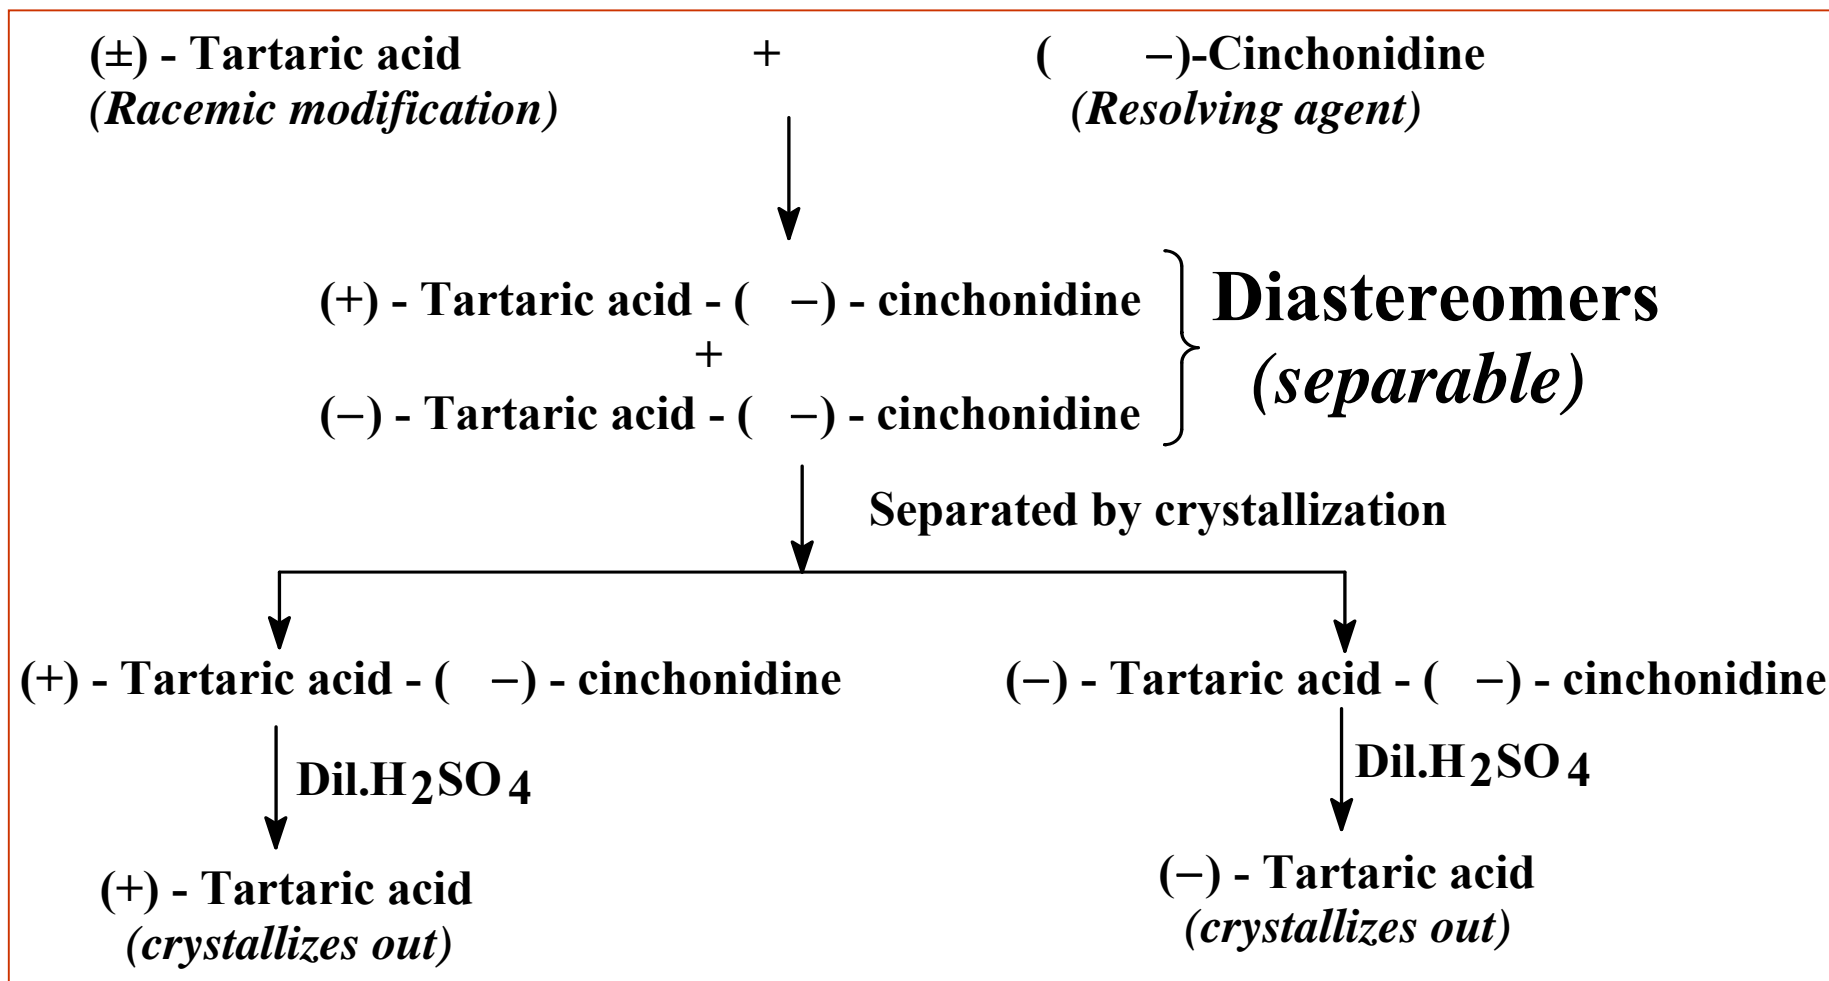 (±) - Tartaric acid + ( −)-Cinchonidine
(Racemic modification) (Resolving agent)
(+) - Tartaric acid - ( −) - cinchonidine
+
(−) - Tartaric acid - ( −) - cinchonidine
Diastereomers
(separable)
Separated by crystallization
(+) - Tartaric acid - ( −) - cinchonidine
(−) - Tartaric acid - ( −) - cinchonidine
Dil.H2SO4
Dil.H2SO4
(+) - Tartaric acid
(crystallizes out)
(−) - Tartaric acid
(crystallizes out)